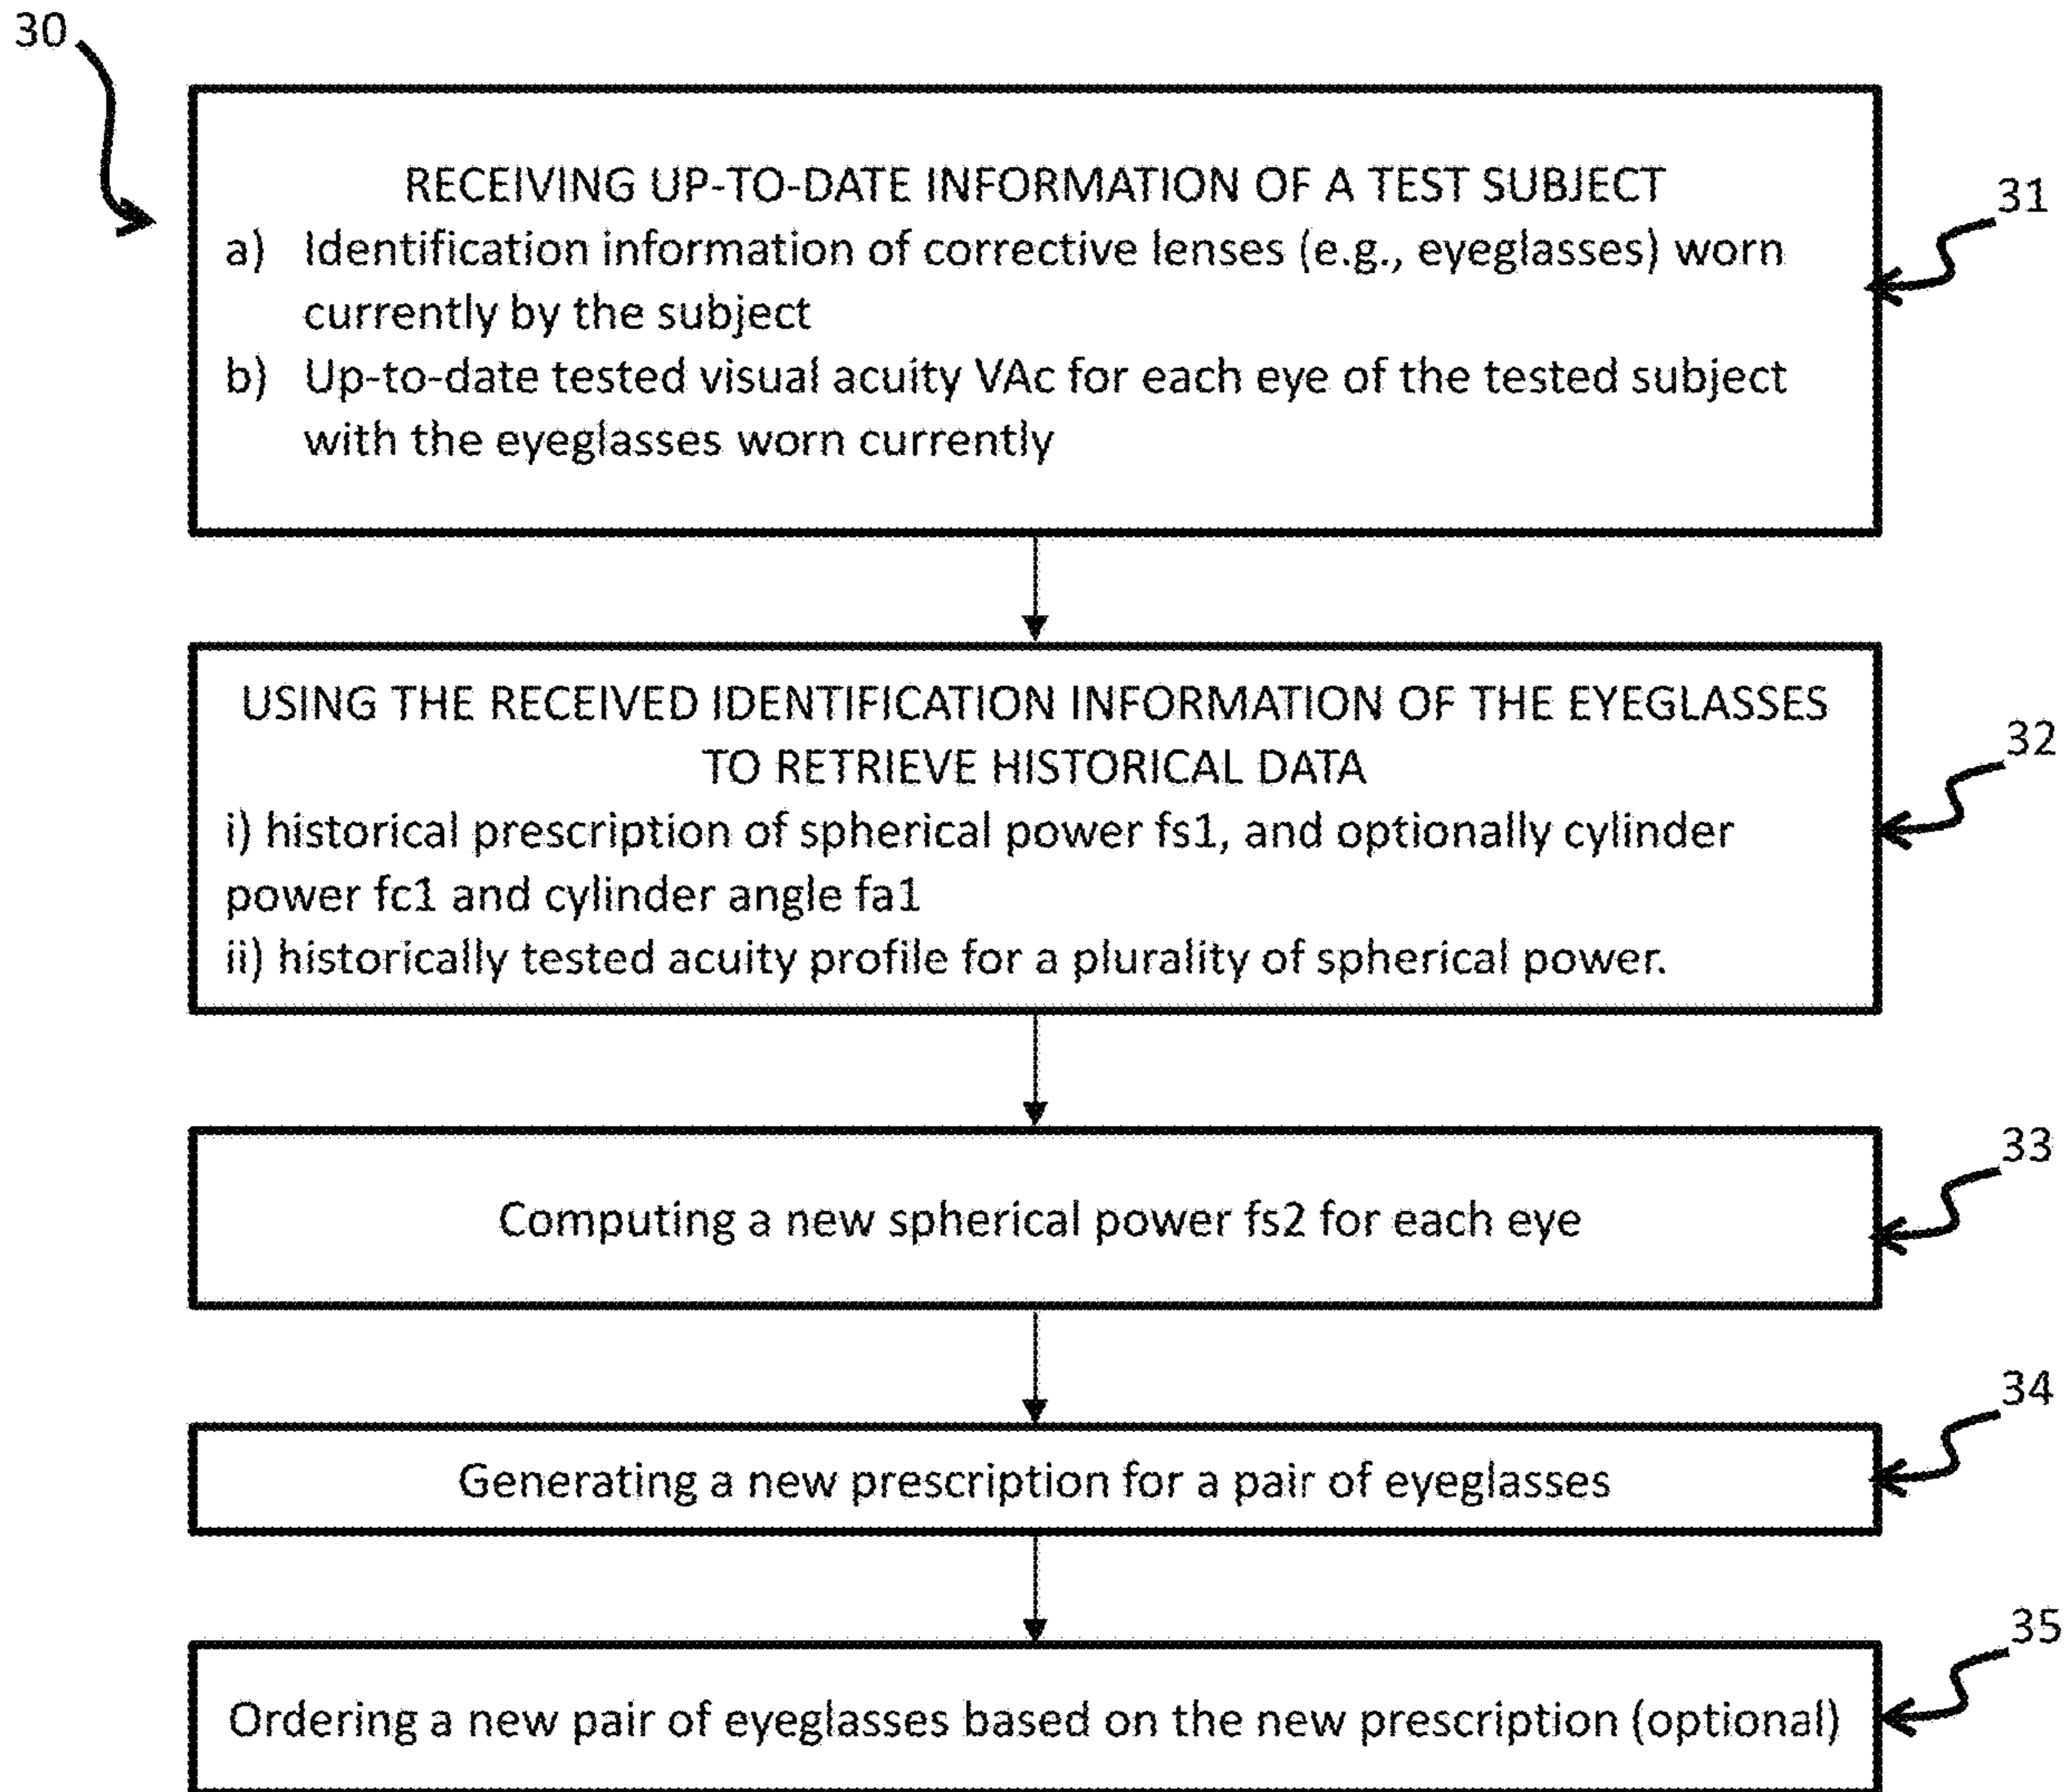 30
RECEIVING UP-TO-DATE INFORMATION OF A TEST SUBJECT
31
a) Identification information of corrective lenses (e.g., eyeglasses) worn
currently by the subject
b) Up-to-date tested visual acuity VAc for each eye of the tested subject
with the eyeglasses worn currently
USING THE RECEIVED IDENTIFICATION INFORMATION OF THE EYEGLASSES
32
TO RETRIEVE HISTORICAL DATA
i) historical prescription of spherical power fs1, and optionally cylinder
power fc1 and cylinder angle fa1
ii) historically tested acuity profile for a plurality of spherical power.
33
Computing a new spherical power fs2 for each eye
34
Generating a new prescription for a pair of eyeglasses
35
Ordering a new pair of eyeglasses based on the new prescription (optional)